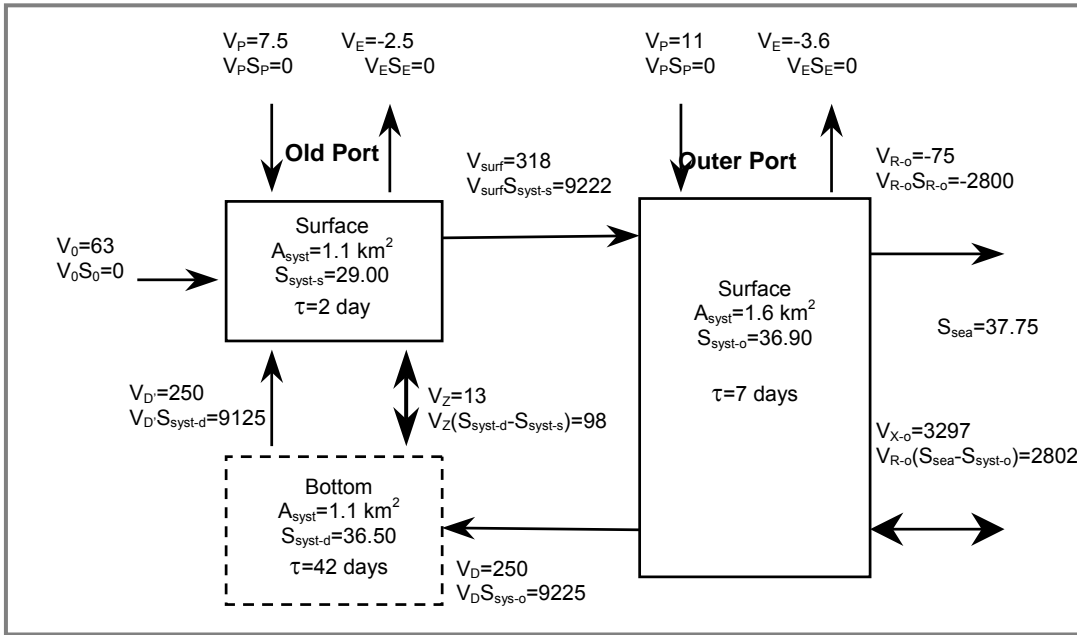 V_P=7.5
V_PS_P=0
V_E=-2.5
V_ES_E=0
V_P=11
V_PS_P=0
V_E=-3.6
V_ES_E=0
Old Port
Outer Port
V_surf=318
V_surfS_syst-s=9222
V_R-o=-75
V_R-oS_R-o=-2800
V_0=63
V_0S_0=0
Surface
A_syst=1.1 km²
S_syst-s=29.00
τ=2 day
Surface
A_syst=1.6 km²
S_syst-o=36.90
τ=7 days
S_sea=37.75
V_D'=250
V_D'S_syst-d=9125
V_Z=13
V_Z(S_syst-d-S_syst-s)=98
V_X-o=3297
V_R-o(S_sea-S_syst-o)=2802
Bottom
A_syst=1.1 km²
S_syst-d=36.50
τ=42 days
V_D=250
V_DS_sys-o=9225